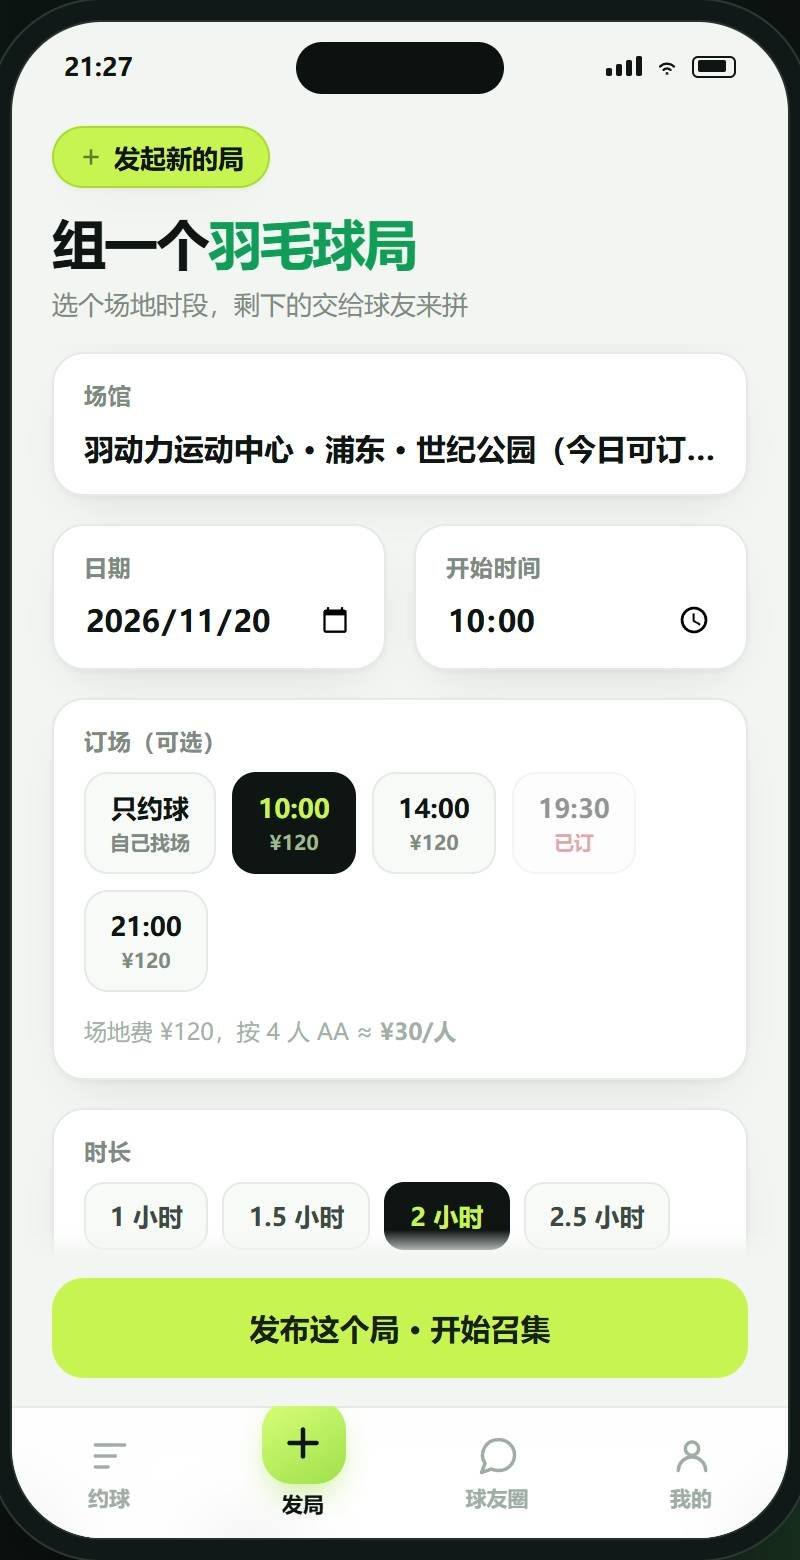 21:27
+ 发起新的局
组一个羽毛球局
选个场地时段，剩下的交给球友来拼
场馆
羽动力运动中心 · 浦东 · 世纪公园（今日可订...
日期
2026/11/20
开始时间
10:00
订场（可选）
只约球
自己找场
10:00
¥120
14:00
¥120
19:30
已订
21:00
¥120
场地费 ¥120，按 4 人 AA ≈ ¥30/人
时长
1 小时
1.5 小时
2 小时
2.5 小时
发布这个局 · 开始召集
约球
发局
球友圈
我的